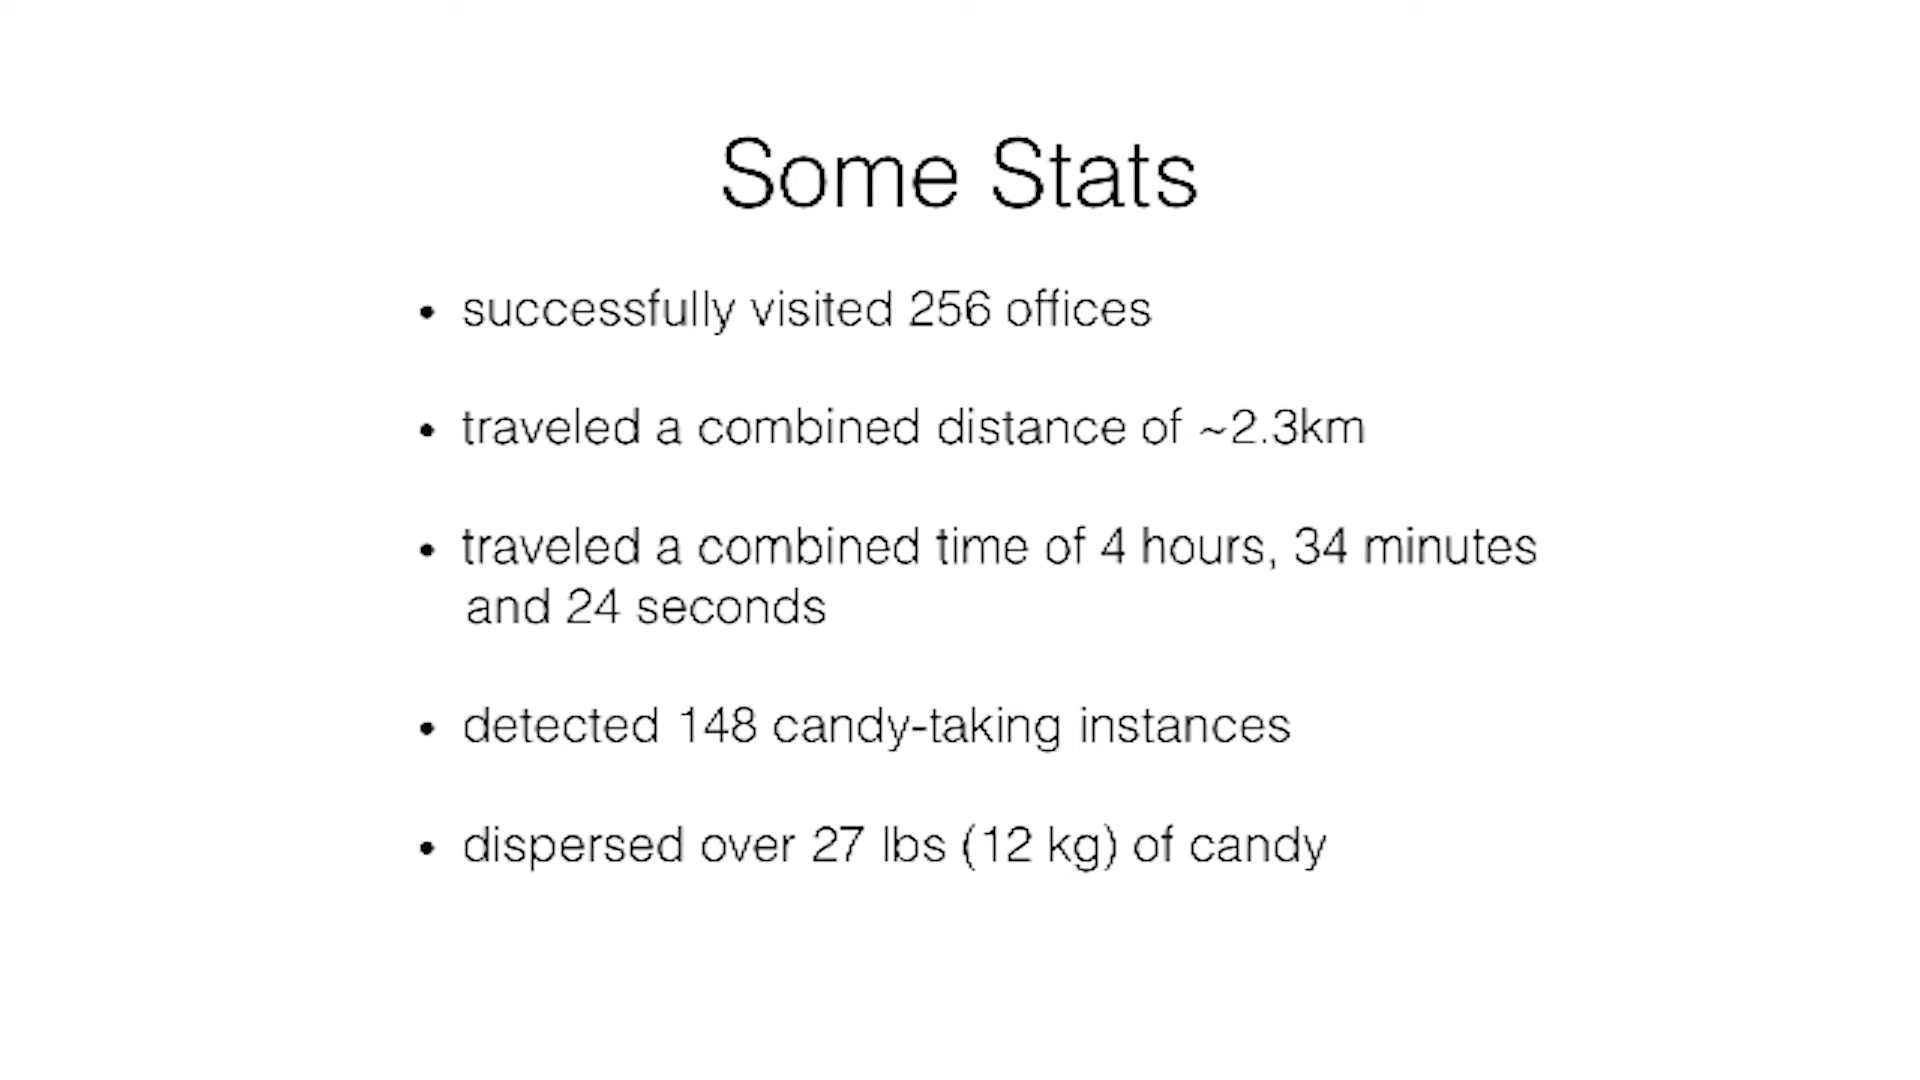 Some Stats
• successfully visited 256 offices
• traveled a combined distance of ~2.3km
• traveled a combined time of 4 hours, 34 minutes
and 24 seconds
• detected 148 candy-taking instances
• dispersed over 27 lbs (12 kg) of candy